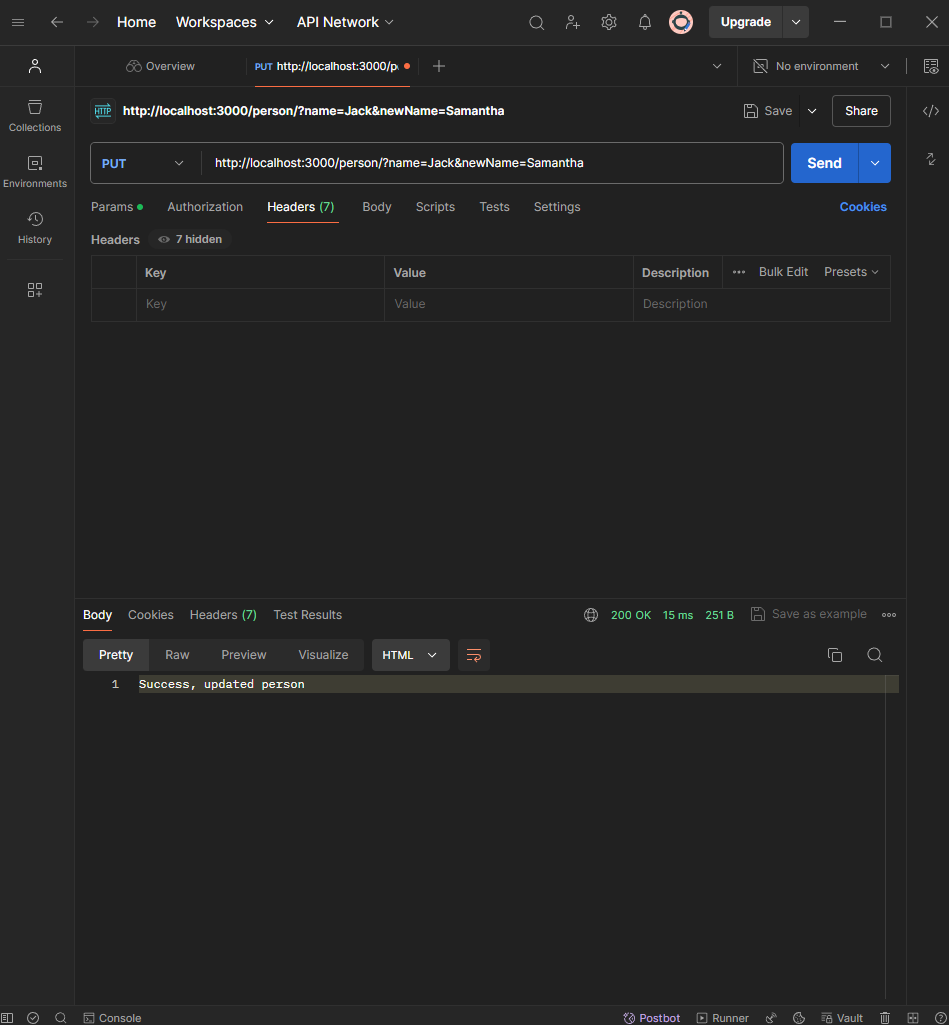 Home Workspaces API Network Upgrade
Overview PUT http://localhost:3000/p No environment
HTTP http://localhost:3000/person/?name=Jack&newName=Samantha Save Share
Collections
PUT http://localhost:3000/person/?name=Jack&newName=Samantha Send
Environments
Params Authorization Headers (7) Body Scripts Tests Settings Cookies
History
Headers 7 hidden
Key Value Description ••• Bulk Edit Presets
Key Value Description
Body Cookies Headers (7) Test Results 200 OK 15 ms 251 B Save as example
Pretty Raw Preview Visualize HTML
1 Success, updated person
Console Postbot Runner Vault